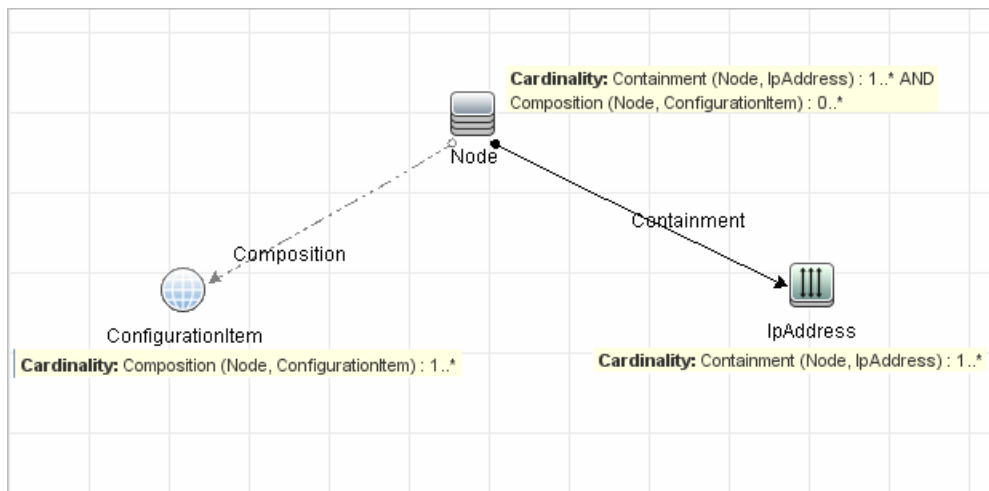 Cardinality: Containment (Node, IpAddress) : 1..* AND
Composition (Node, ConfigurationItem) : 0..*
Node
Containment
Composition
ConfigurationItem
IpAddress
Cardinality: Composition (Node, ConfigurationItem) : 1..*
Cardinality: Containment (Node, IpAddress) : 1..*